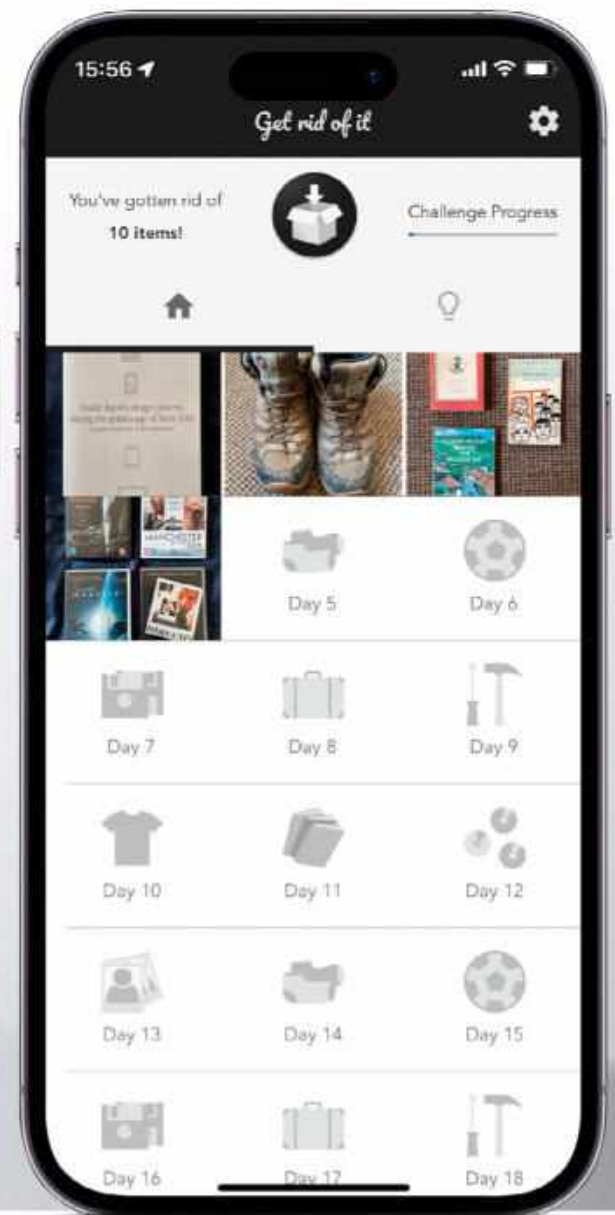 15:56
Get rid of it
You've gotten rid of
10 items!
Challenge Progress
MANCHESTER
Day 5
Day 6
Day 7
Day 8
Day 9
Day 10
Day 11
Day 12
Day 13
Day 14
Day 15
Day 16
Day 17
Day 18